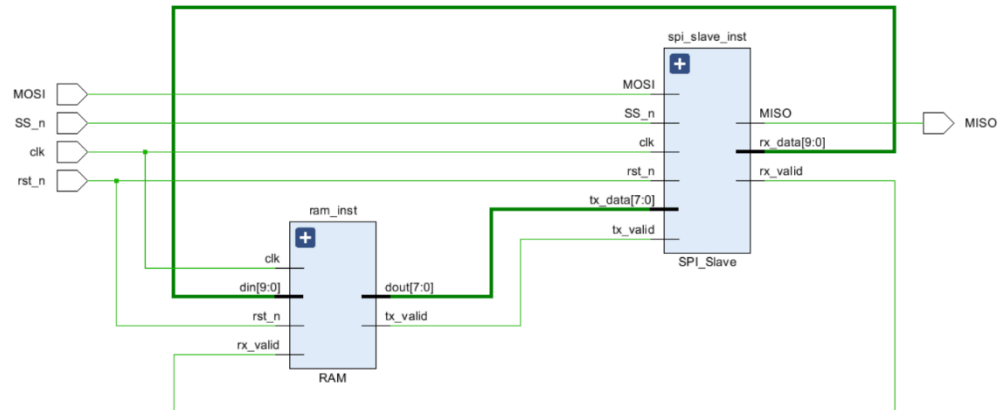 spi_slave_inst
MOSI
MOSI
SS_n
SS_n
MISO
MISO
clk
clk
rx_data[9:0]
rst_n
rst_n
rx_valid
tx_data[7:0]
ram_inst
tx_valid
clk
SPI_Slave
din[9:0]
dout[7:0]
rst_n
tx_valid
rx_valid
RAM